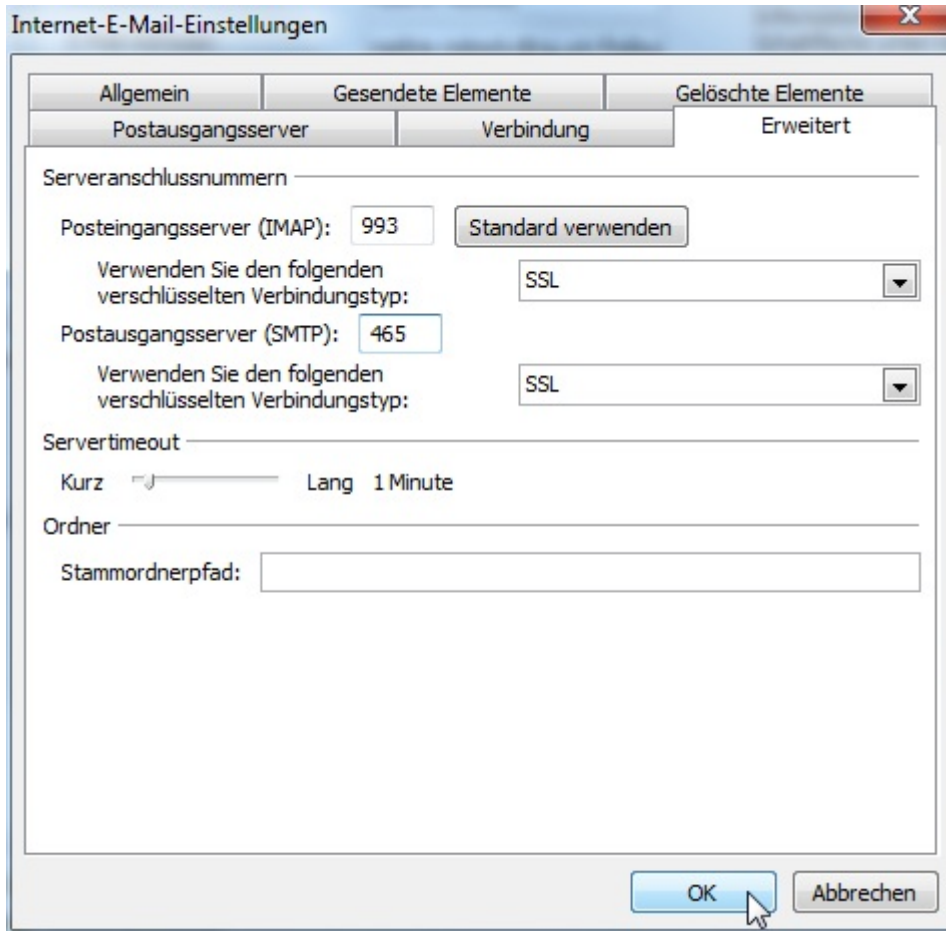 Internet-E-Mail-Einstellungen
Allgemein Gesendete Elemente Gelöschte Elemente
Postausgangsserver Verbindung Erweitert
Serveranschlussnummern
Posteingangsserver (IMAP): 993 Standard verwenden
Verwenden Sie den folgenden
verschlüsselten Verbindungstyp: SSL
Postausgangsserver (SMTP): 465
Verwenden Sie den folgenden
verschlüsselten Verbindungstyp: SSL
Servertimeout
Kurz Lang 1 Minute
Ordner
Stammordnerpfad:
OK Abbrechen